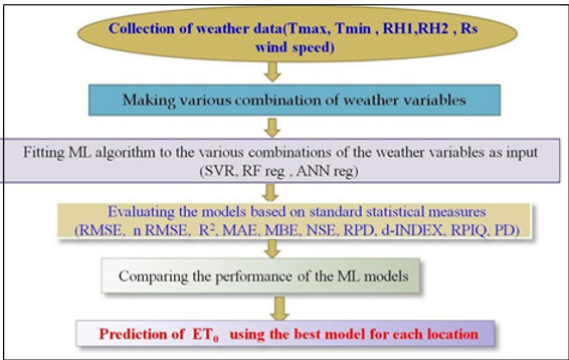 Collection of weather data(Tmax, Tmin , RH1,RH2 , Rs
wind speed)
Making various combination of weather variables
Fitting ML algorithm to the various combinations of the weather variables as input
(SVR, RF reg , ANN reg)
Evaluating the models based on standard statistical measures
(RMSE, n RMSE, R², MAE, MBE, NSE, RPD, d-INDEX, RPIQ, PD)
Comparing the performance of the ML models
Prediction of ET₀ using the best model for each location